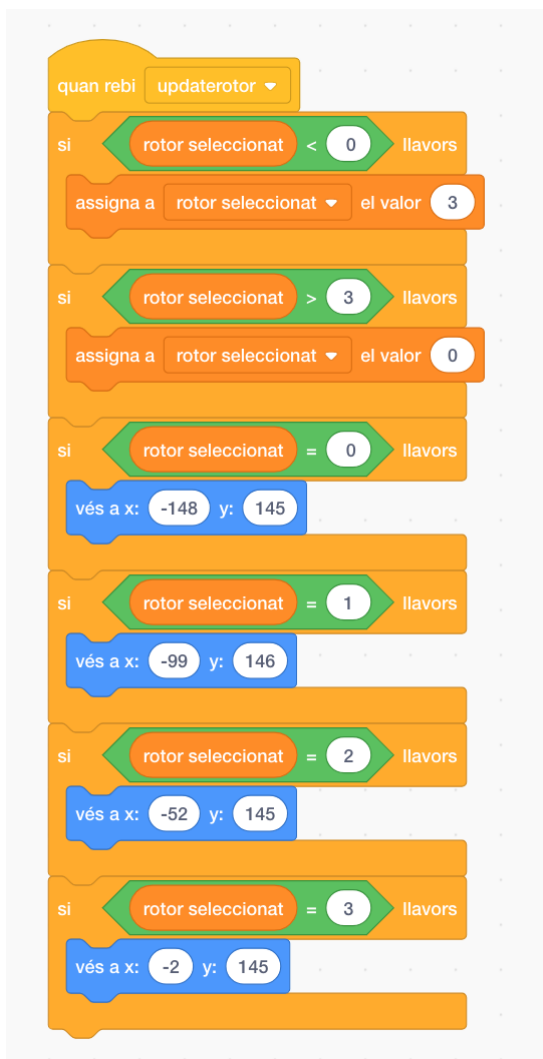 quan rebi updaterotor
si rotor seleccionat < 0 llavors
assigna a rotor seleccionat el valor 3
si rotor seleccionat > 3 llavors
assigna a rotor seleccionat el valor 0
si rotor seleccionat = 0 llavors
vés a x: -148 y: 145
si rotor seleccionat = 1 llavors
vés a x: -99 y: 146
si rotor seleccionat = 2 llavors
vés a x: -52 y: 145
si rotor seleccionat = 3 llavors
vés a x: -2 y: 145